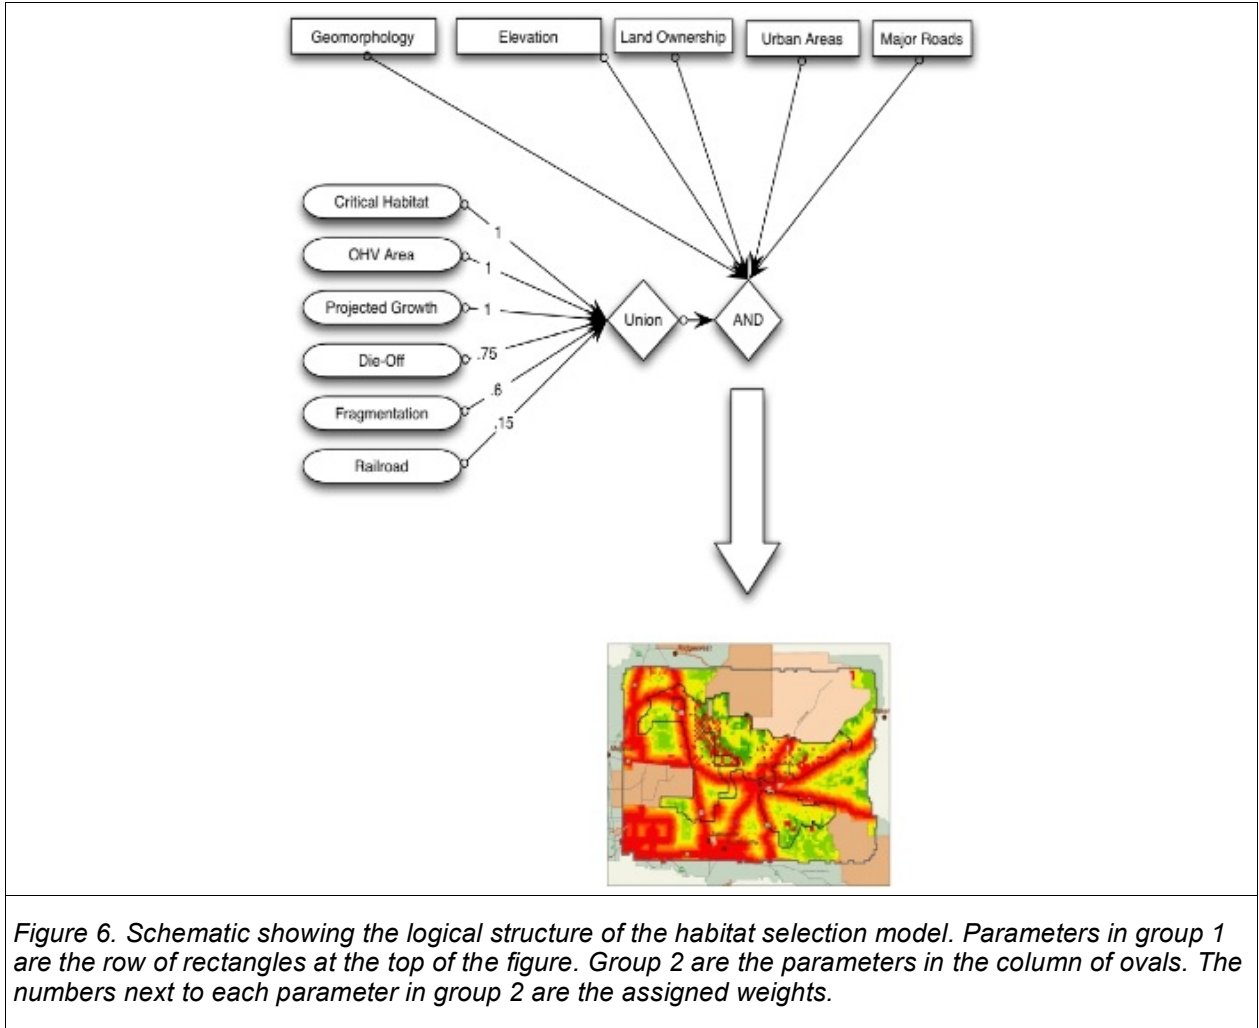 Geomorphology
Elevation
Land Ownership
Urban Areas
Major Roads
Critical Habitat
1
OHV Area
1
Projected Growth
1
Die-Off
.75
Fragmentation
.6
Railroad
.15
Union
AND
Figure 6. Schematic showing the logical structure of the habitat selection model. Parameters in group 1
are the row of rectangles at the top of the figure. Group 2 are the parameters in the column of ovals. The
numbers next to each parameter in group 2 are the assigned weights.